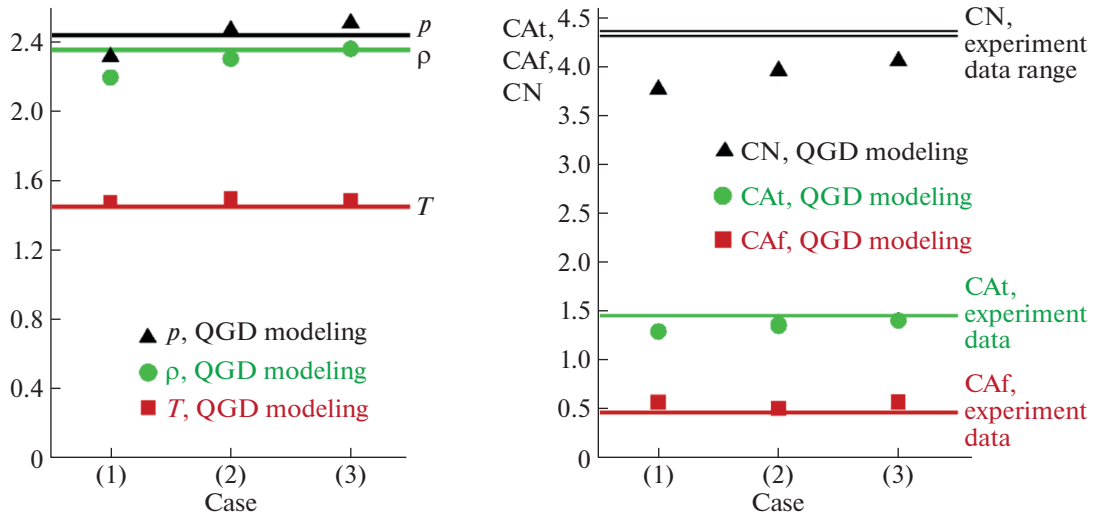 2.4
2.0
1.6
1.2
0.8
0.4
0
p
ρ
T
p, QGD modeling
ρ, QGD modeling
T, QGD modeling
(1) (2) (3)
Case
CAt,
CAf,
CN
4.5
4.0
3.5
3.0
2.5
2.0
1.5
1.0
0.5
0
CN,
experiment
data range
CN, QGD modeling
CAt, QGD modeling
CAf, QGD modeling
CAt,
experiment
data
CAf,
experiment
data
(1) (2) (3)
Case